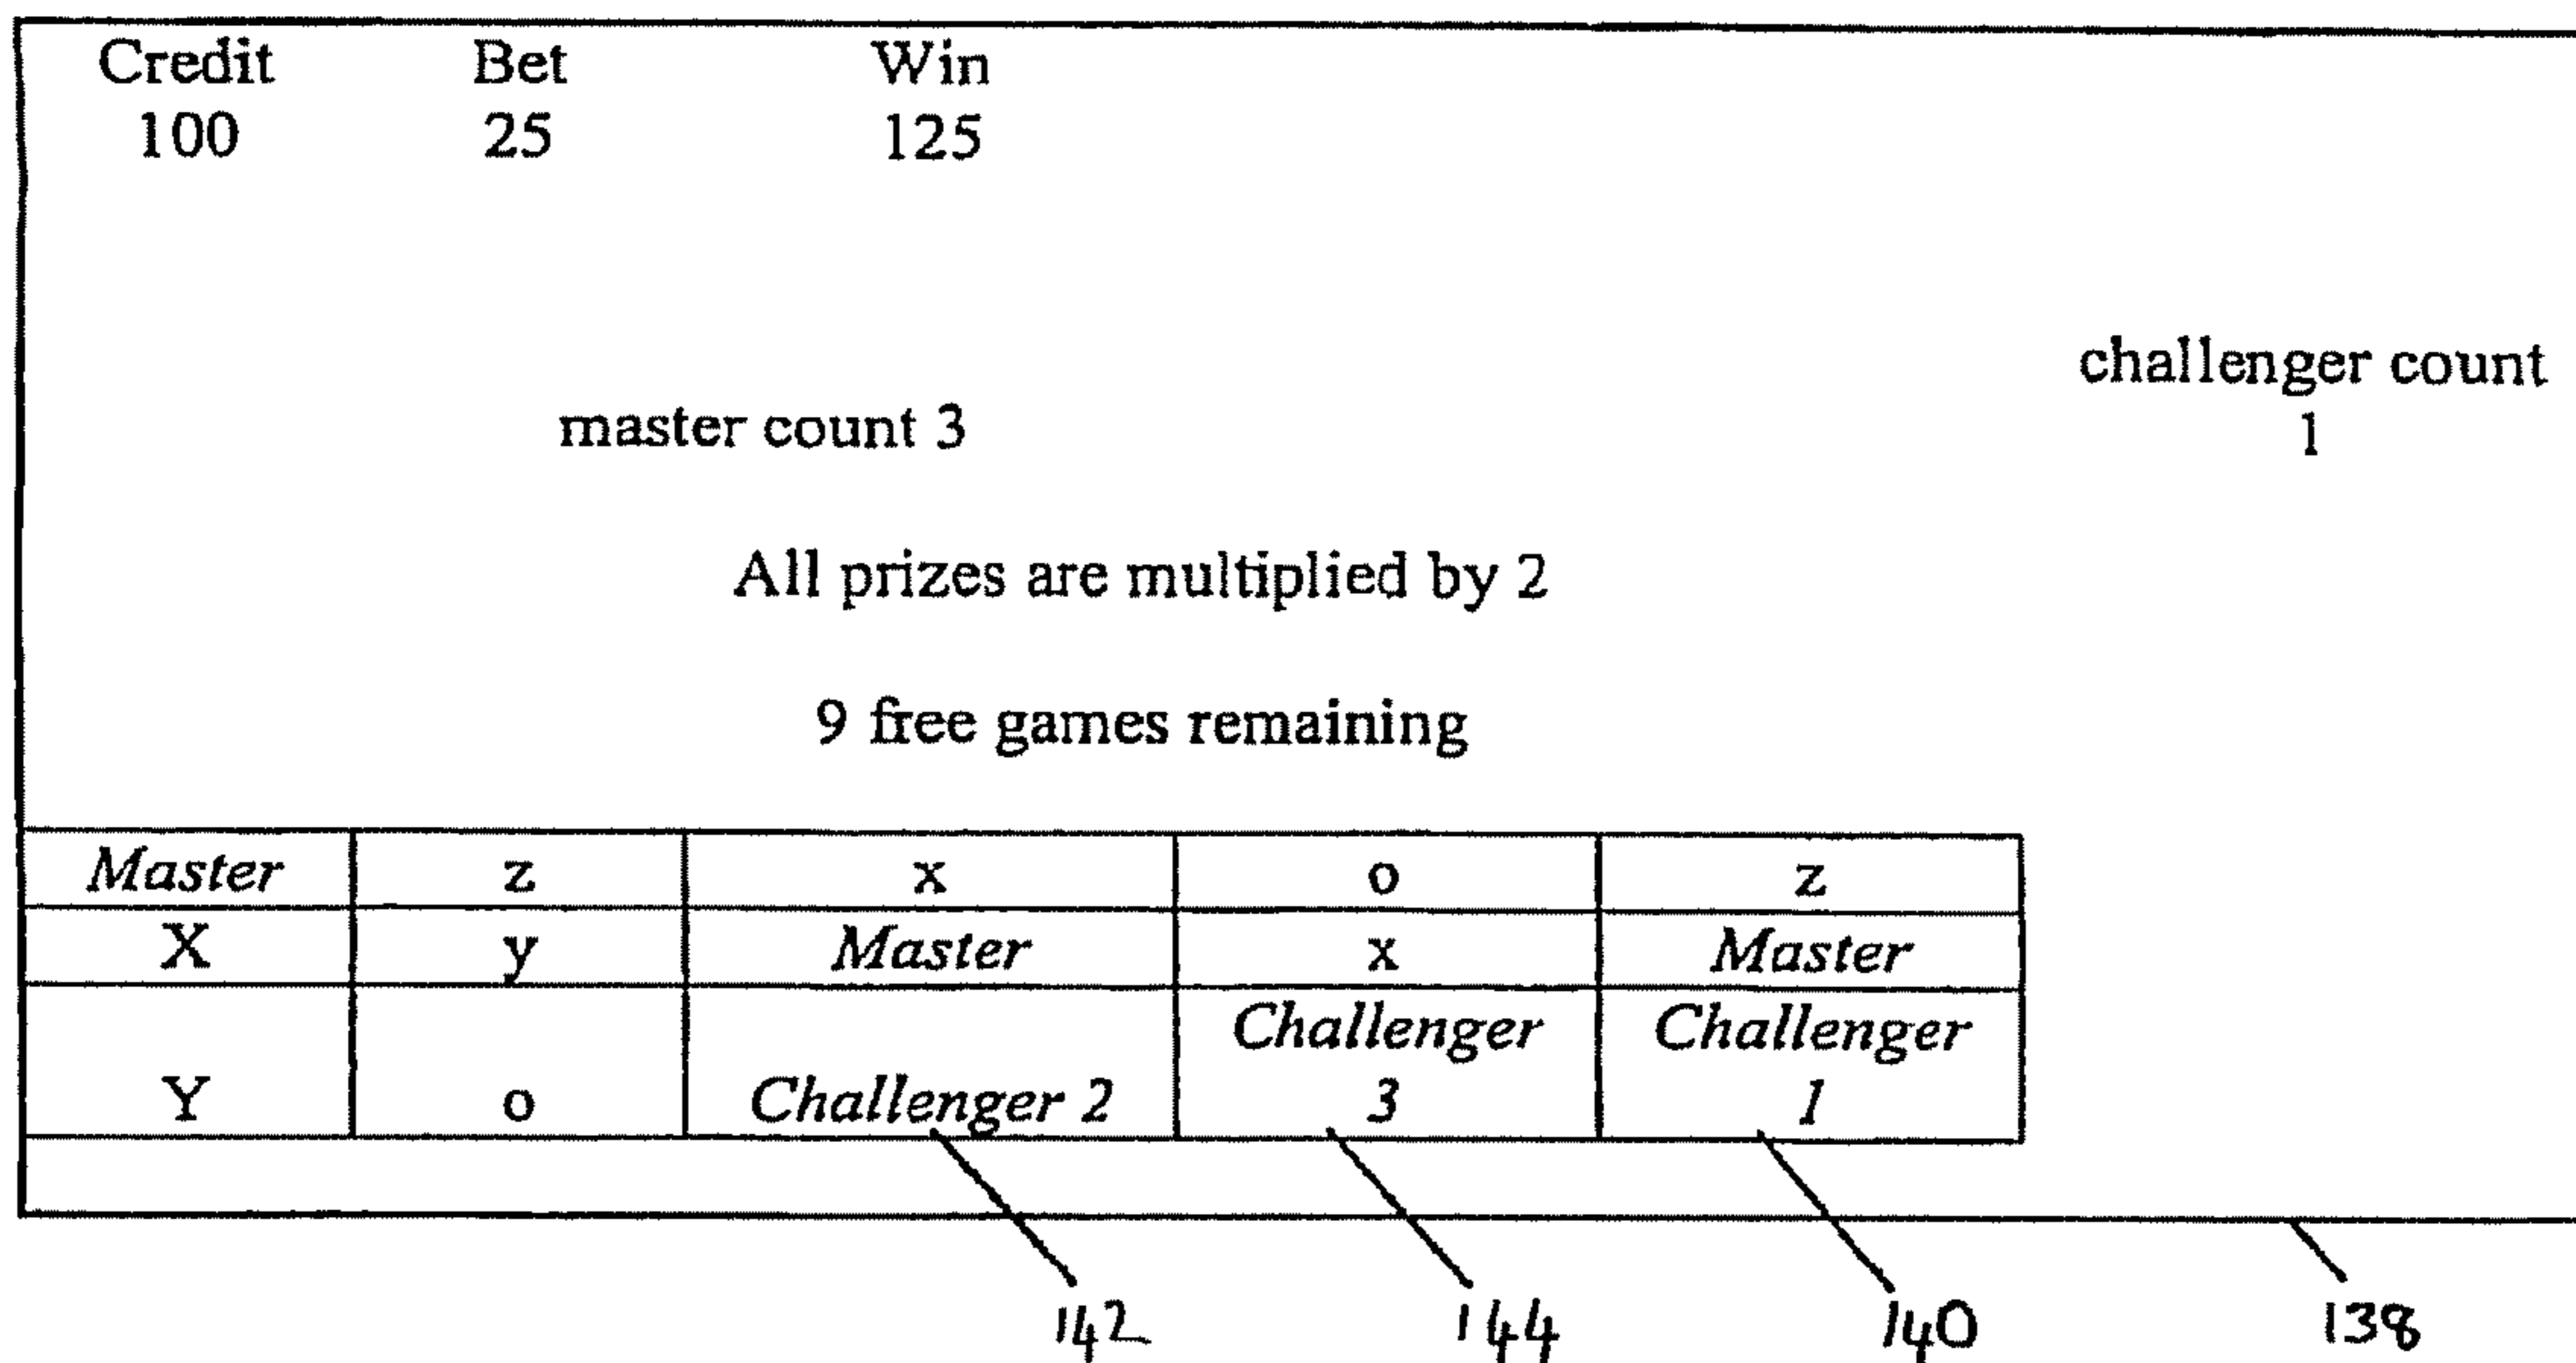 Credit Bet Win
100 25 125
challenger count
1
master count 3
All prizes are multiplied by 2
9 free games remaining
Master z x o z
X y Master x Master
Challenger Challenger
Y o Challenger 2 3 1
142 144 140 138